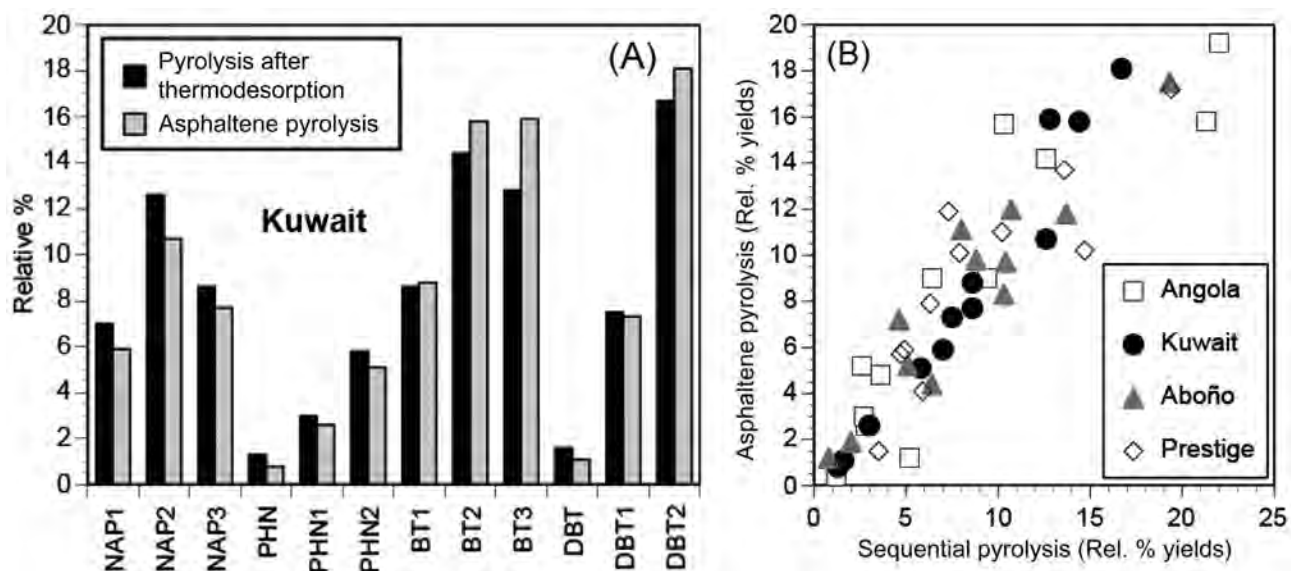 (A)
Pyrolysis after
thermodesorption
Asphaltene pyrolysis
Kuwait
Relative %
20
18
16
14
12
10
8
6
4
2
0
NAP1
NAP2
NAP3
PHN
PHN1
PHN2
BT1
BT2
BT3
DBT
DBT1
DBT2
(B)
Asphaltene pyrolysis (Rel. % yields)
20
18
16
14
12
10
8
6
4
2
0
Angola
Kuwait
Aboño
Prestige
0 5 10 15 20 25
Sequential pyrolysis (Rel. % yields)